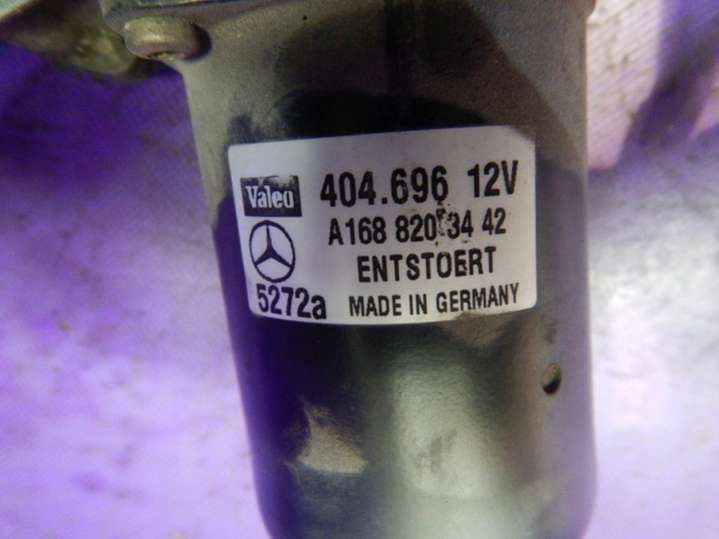 Valeo 404.696 12V
A168 820 34 42
ENTSTOERT
5272a MADE IN GERMANY